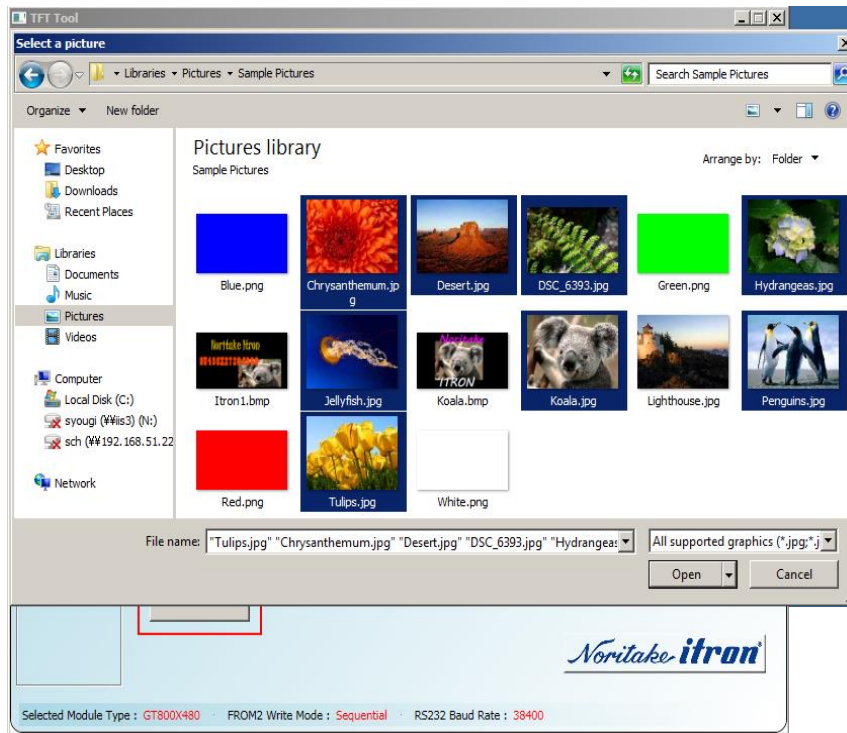 TFT Tool
Select a picture
Libraries Pictures Sample Pictures
Search Sample Pictures
Organize New folder
Favorites
Desktop
Downloads
Recent Places
Libraries
Documents
Music
Pictures
Videos
Computer
Local Disk (C:)
syougi (¥¥iis3) (N:)
sch (¥¥192.168.51.22
Network
Pictures library
Sample Pictures
Arrange by: Folder
Blue.png
Chrysanthemum.jp
g
Desert.jpg
DSC_6393.jpg
Green.png
Hydrangeas.jpg
Noritake Itron
Noritake
ITRON
Itron1.bmp
Jellyfish.jpg
Koala.bmp
Koala.jpg
Lighthouse.jpg
Penguins.jpg
Red.png
Tulips.jpg
White.png
File name: "Tulips.jpg" "Chrysanthemum.jpg" "Desert.jpg" "DSC_6393.jpg" "Hydrangeas
All supported graphics (*.jpg;*.j
Open
Cancel
Noritake itron
Selected Module Type : GT800X480 · FROM2 Write Mode : Sequential · RS232 Baud Rate : 38400